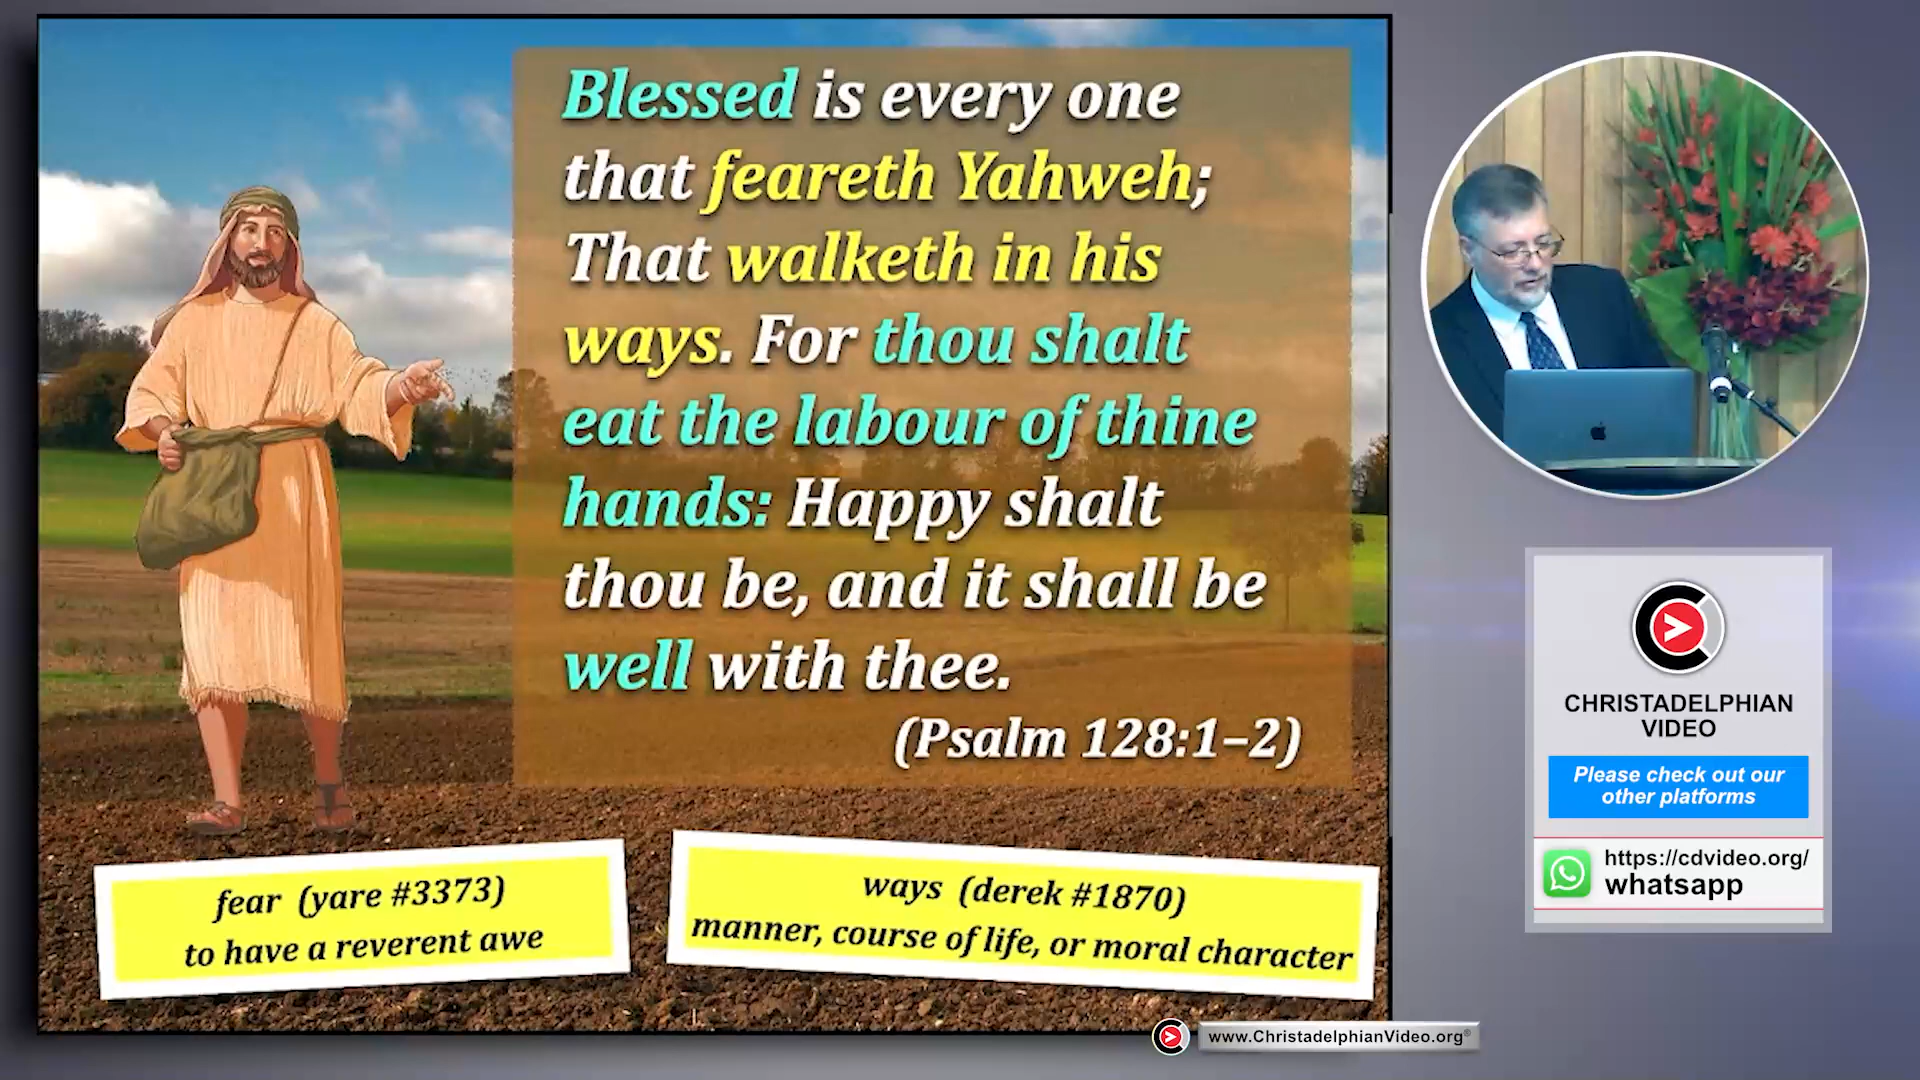 Blessed is every one
that feareth Yahweh;
That walketh in his
ways. For thou shalt
eat the labour of thine
hands: Happy shalt
thou be, and it shall be
well with thee.
(Psalm 128:1–2)
fear (yare #3373)
to have a reverent awe
ways (derek #1870)
manner, course of life, or moral character
CHRISTADELPHIAN
VIDEO
Please check out our
other platforms
https://cdvideo.org/
whatsapp
www.ChristadelphianVideo.org®